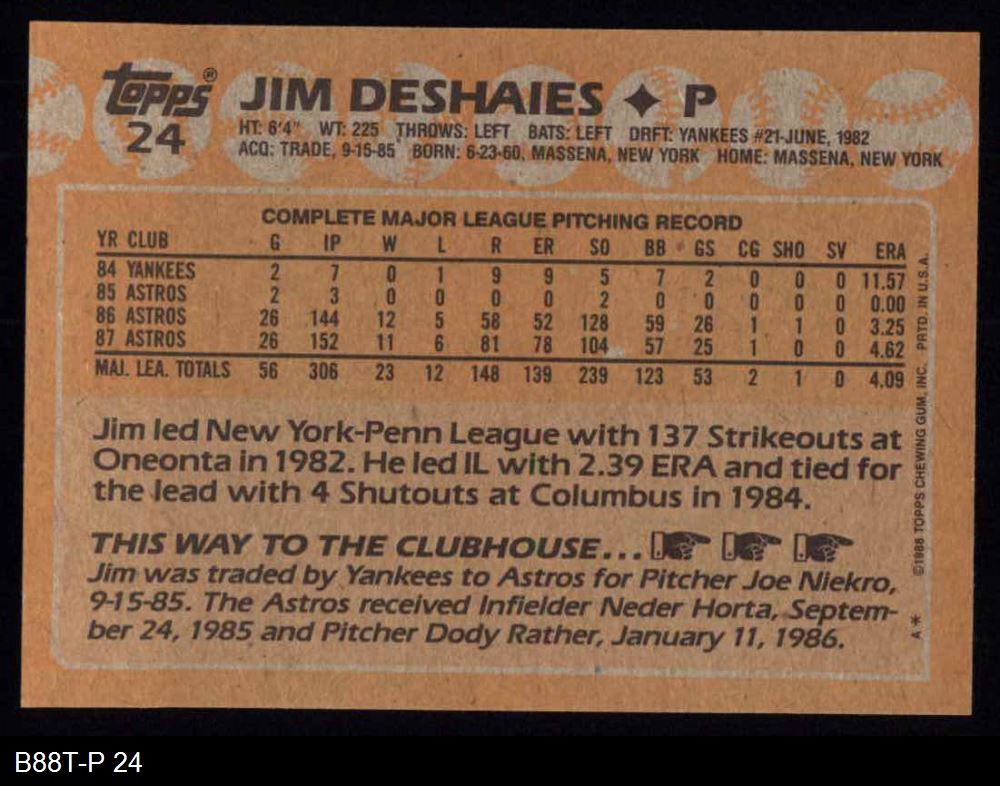 topps®
24
JIM DESHAIES ✦ P
HT: 6'4" WT: 225 THROWS: LEFT BATS: LEFT DRFT: YANKEES #21-JUNE, 1982
ACQ: TRADE, 9-15-85 BORN: 6-23-60, MASSENA, NEW YORK HOME: MASSENA, NEW YORK
COMPLETE MAJOR LEAGUE PITCHING RECORD
YR CLUB G IP W L R ER SO BB GS CG SHO SV ERA
84 YANKEES 2 7 0 1 9 9 5 7 2 0 0 0 11.57
85 ASTROS 2 3 0 0 0 0 2 0 0 0 0 0 0.00
86 ASTROS 26 144 12 5 58 52 128 59 26 1 1 0 3.25
87 ASTROS 26 152 11 6 81 78 104 57 25 1 0 0 4.62
MAJ. LEA. TOTALS 56 306 23 12 148 139 239 123 53 2 1 0 4.09
Jim led New York-Penn League with 137 Strikeouts at
Oneonta in 1982. He led IL with 2.39 ERA and tied for
the lead with 4 Shutouts at Columbus in 1984.
THIS WAY TO THE CLUBHOUSE...
Jim was traded by Yankees to Astros for Pitcher Joe Niekro,
9-15-85. The Astros received Infielder Neder Horta, Septem-
ber 24, 1985 and Pitcher Dody Rather, January 11, 1986.
©1988 TOPPS CHEWING GUM, INC. PRTD. IN U.S.A.
A *
B88T-P 24